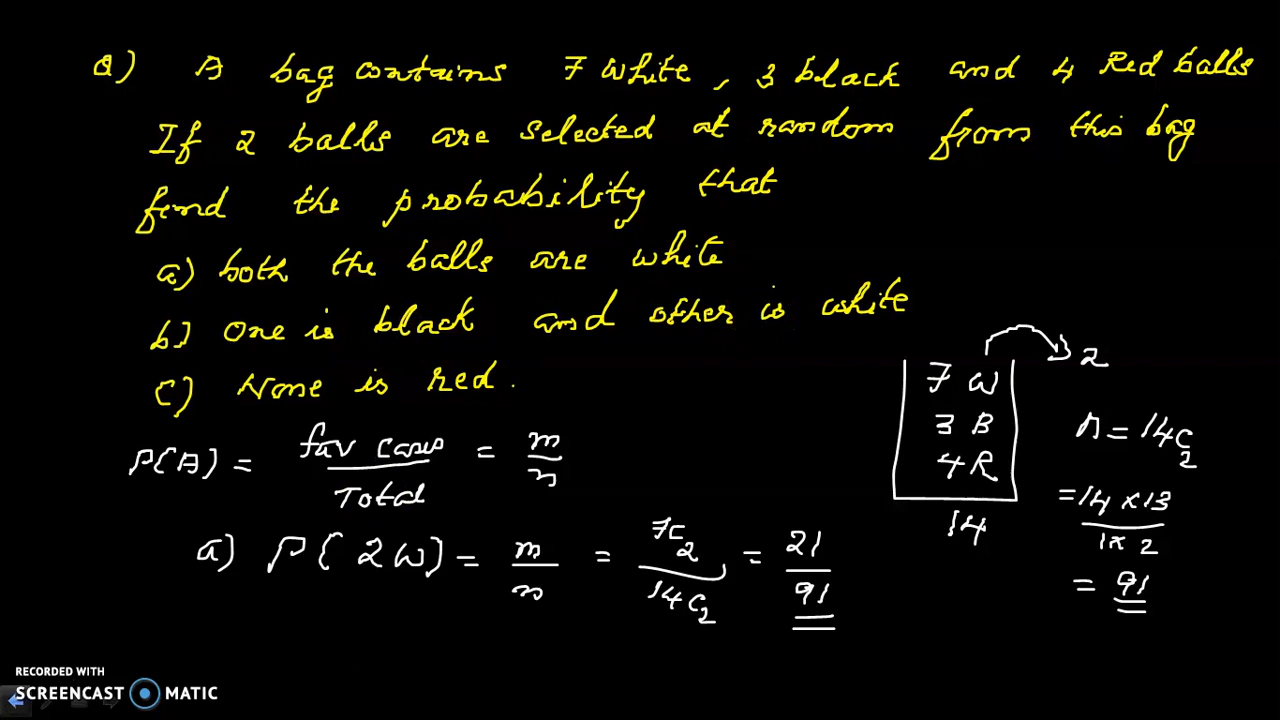 Q) A bag contains 7 white, 3 black and 4 Red balls
If 2 balls are selected at random from this bag
find the probability that
a) both the balls are white
b) One is black and other is white
c) None is red.
P(A) = fav cases / Total = m/n
7 W → 2
3 B
4 R
14
n = 14C2
= 14 x 13 / 1 x 2
= 91
a) P( 2W) = m/n = 7C2 / 14C2 = 21/91
RECORDED WITH
SCREENCAST MATIC